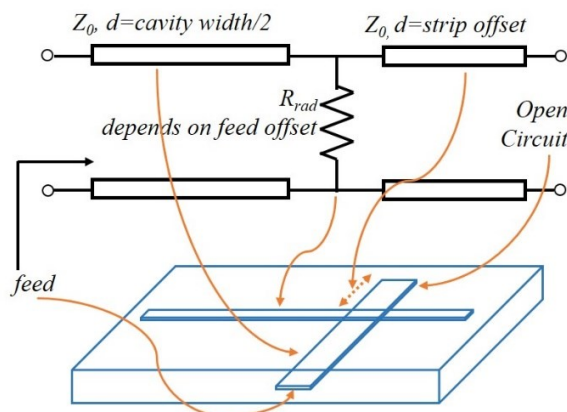 Z0, d=cavity width/2
Z0, d=strip offset
Rrad
depends on feed offset
Open
Circuit
feed